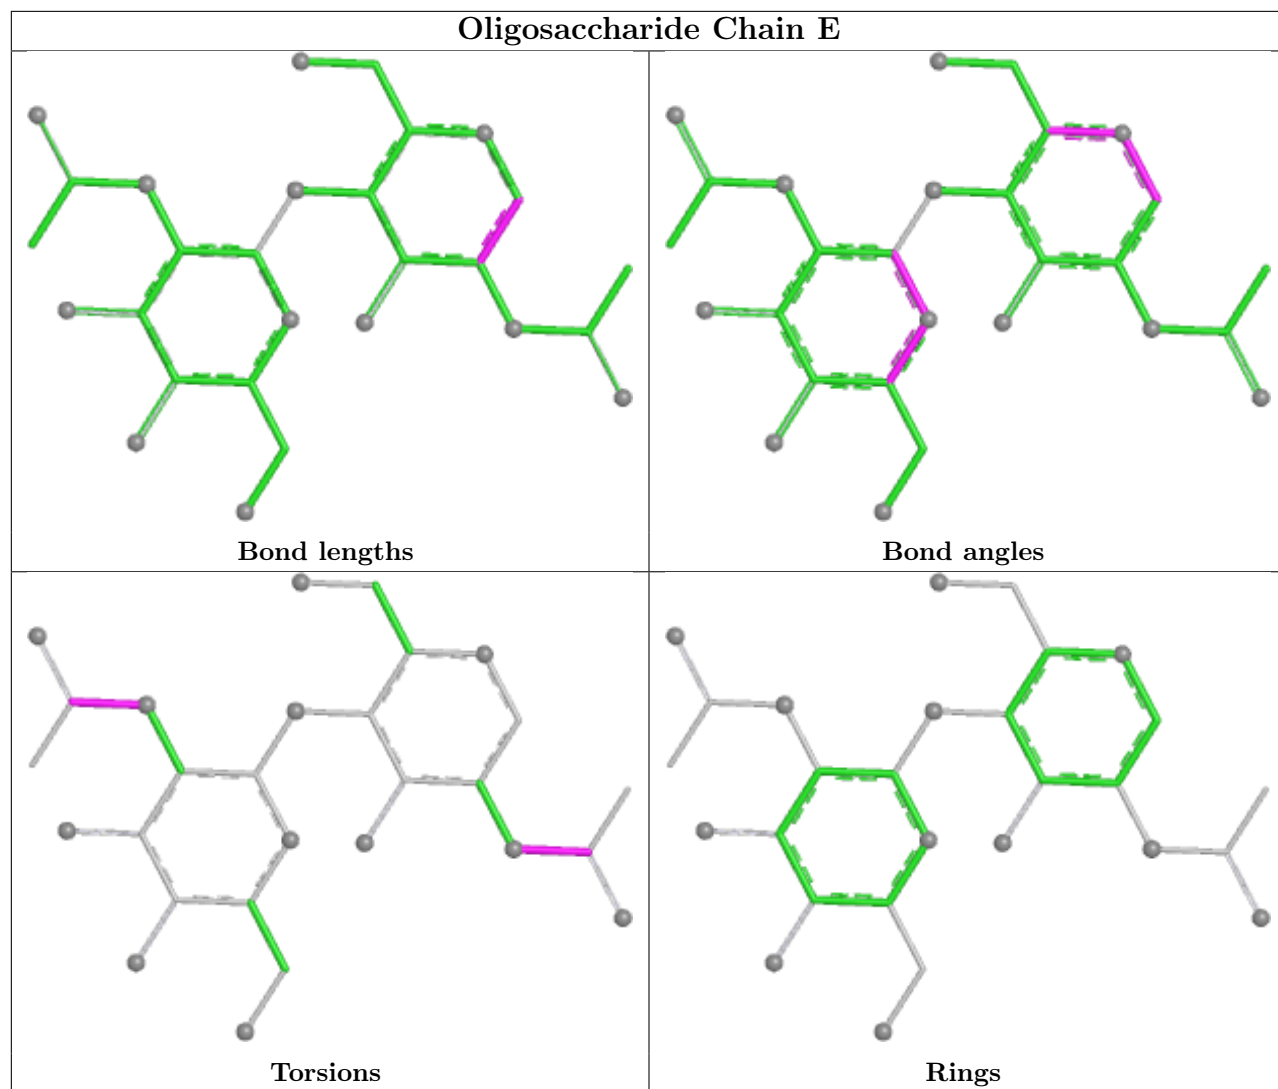 Oligosaccharide Chain E
Bond lengths
Bond angles
Torsions
Rings